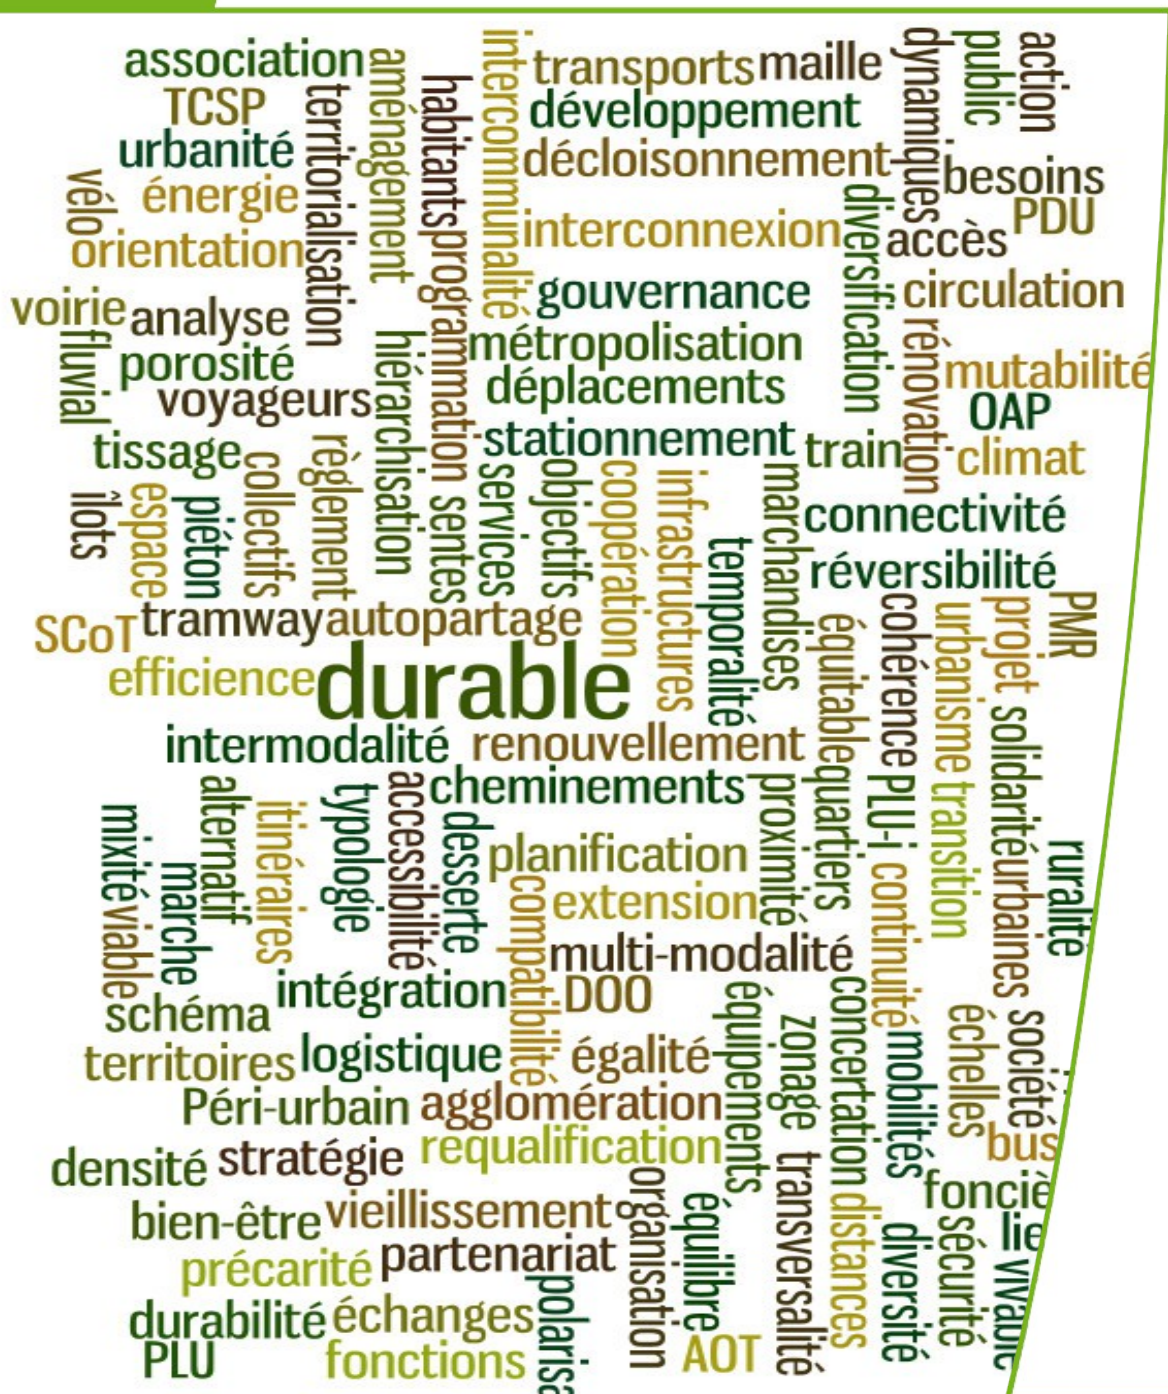 association
TCSP
urbanité
énergie
vélo
orientation
territorialisation
aménagement
habitants
intercommunalité
transports
maille
développement
décloisonnement
dynamiques
public
action
besoins
PDU
accès
interconnexion
diversification
programmation
gouvernance
circulation
voirie
analyse
fluvial
porosité
voyageurs
hiérarchisation
métropolisation
déplacements
rénovation
mutabilité
OAP
stationnement
train
climat
tissage
îlots
espace
piéton
collectifs
règlement
sentes
services
objectifs
coopération
infrastructures
temporalité
marchandises
connectivité
réversibilité
SCoT
tramway
autopartage
efficience
durable
équitable
cohérence
urbanisme
projet
PMR
intermodalité
renouvellement
solidarité
cheminements
alternatif
itinéraires
typologie
accessibilité
desserte
proximité
quartiers
PLU-i
transition
mixité
marche
viable
planification
extension
compatibilité
continuité
urbaines
ruralité
multi-modalité
intégration
DOO
schéma
équipements
zonage
concertation
mobilités
échelles
société
territoires
logistique
égalité
Péri-urbain
agglomération
bus
requalification
densité
stratégie
fonciè
bien-être
vieillissement
organisation
équilibre
transversalité
distances
diversité
sécurité
lie
vivable
précarité
partenariat
durabilité
échanges
polaris
PLU
fonctions
AOT